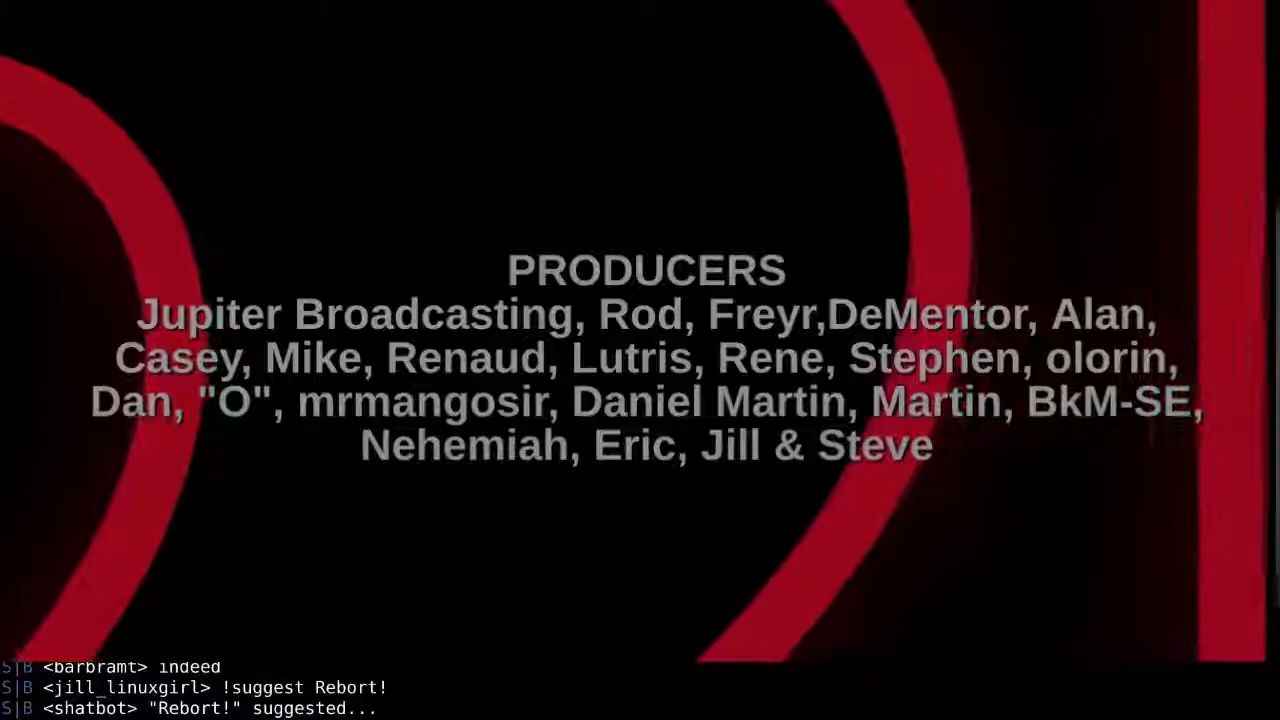 PRODUCERS
Jupiter Broadcasting, Rod, Freyr,DeMentor, Alan,
Casey, Mike, Renaud, Lutris, Rene, Stephen, olorin,
Dan, "O", mrmangosir, Daniel Martin, Martin, BkM-SE,
Nehemiah, Eric, Jill & Steve
S|B <barbramt> indeed
S|B <jill_linuxgirl> !suggest Rebort!
S|B <shatbot> "Rebort!" suggested...